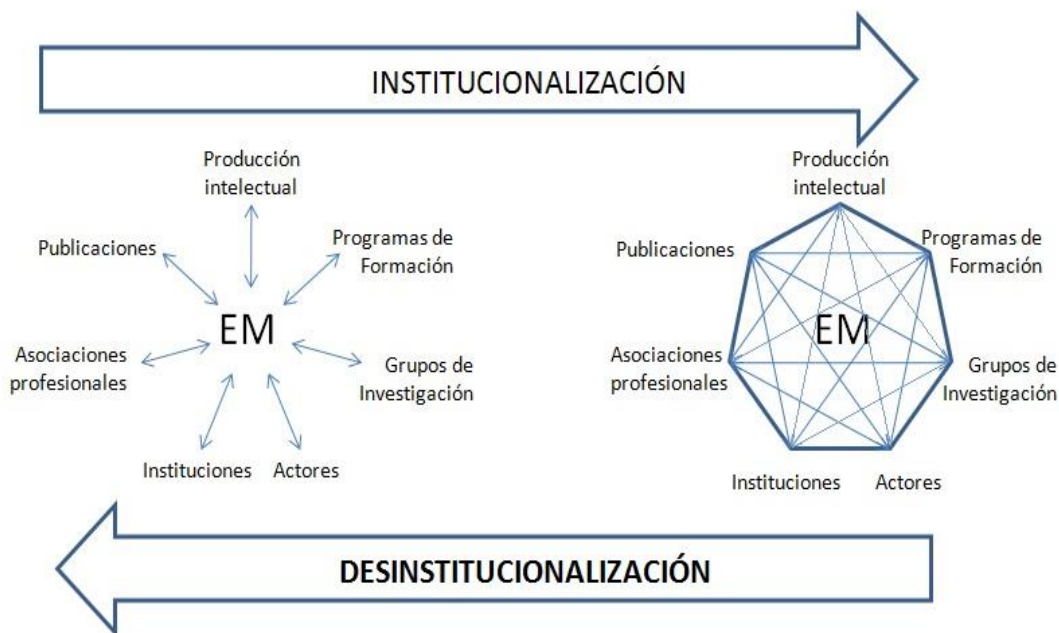 INSTITUCIONALIZACIÓN
Producción
intelectual
Publicaciones
Programas de
Formación
EM
Asociaciones
profesionales
Grupos de
Investigación
Instituciones
Actores
Producción
intelectual
Publicaciones
Programas de
Formación
EM
Asociaciones
profesionales
Grupos de
Investigación
Instituciones
Actores
DESINSTITUCIONALIZACIÓN